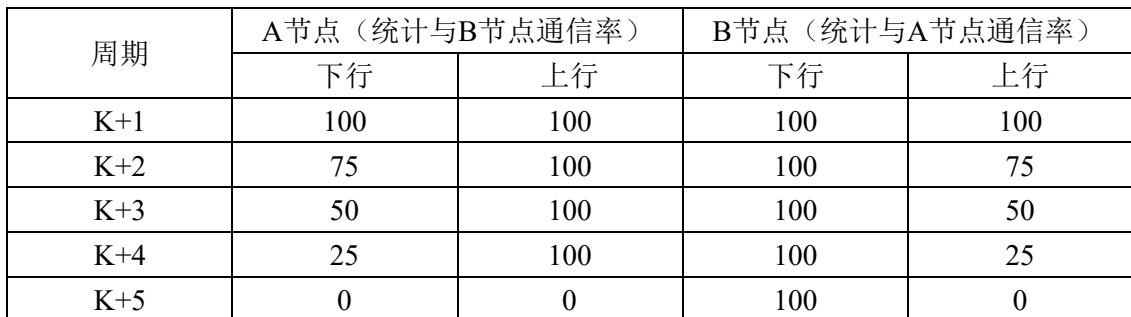 周期 A节点（统计与B节点通信率） B节点（统计与A节点通信率）
下行 上行 下行 上行
K+1 100 100 100 100
K+2 75 100 100 75
K+3 50 100 100 50
K+4 25 100 100 25
K+5 0 0 100 0